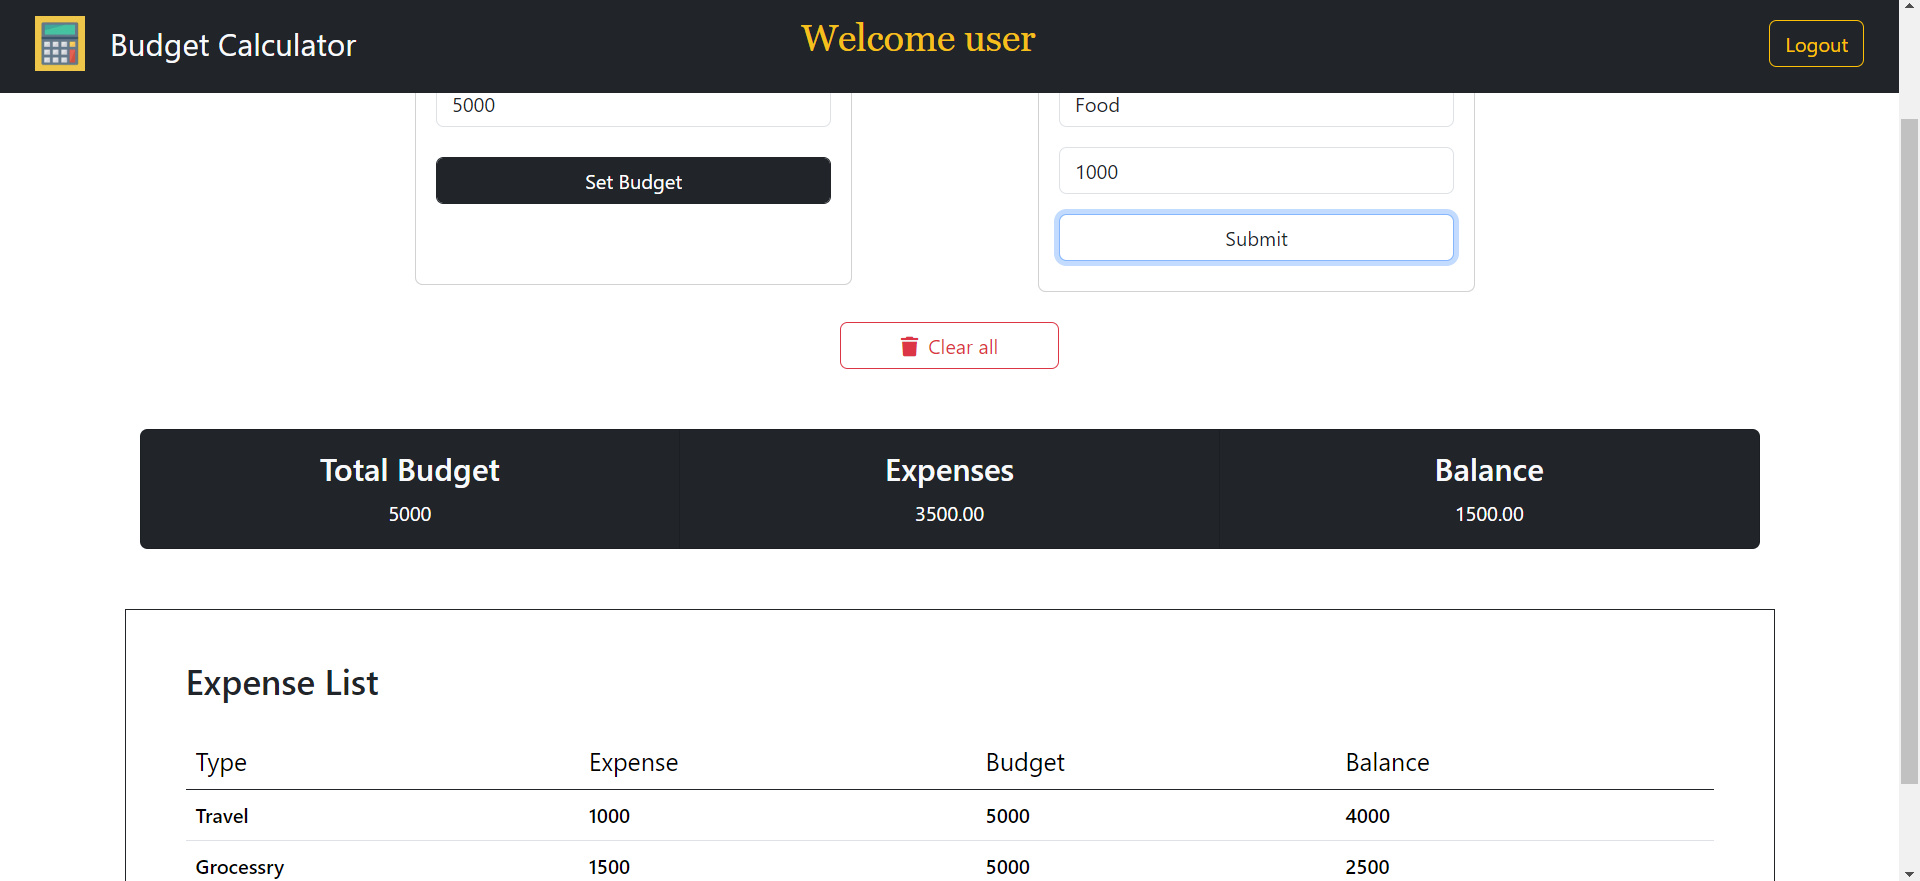 Budget Calculator
Welcome user
Logout
5000
Set Budget
Food
1000
Submit
Clear all
Total Budget
5000
Expenses
3500.00
Balance
1500.00
Expense List
Type Expense Budget Balance
Travel 1000 5000 4000
Grocessry 1500 5000 2500